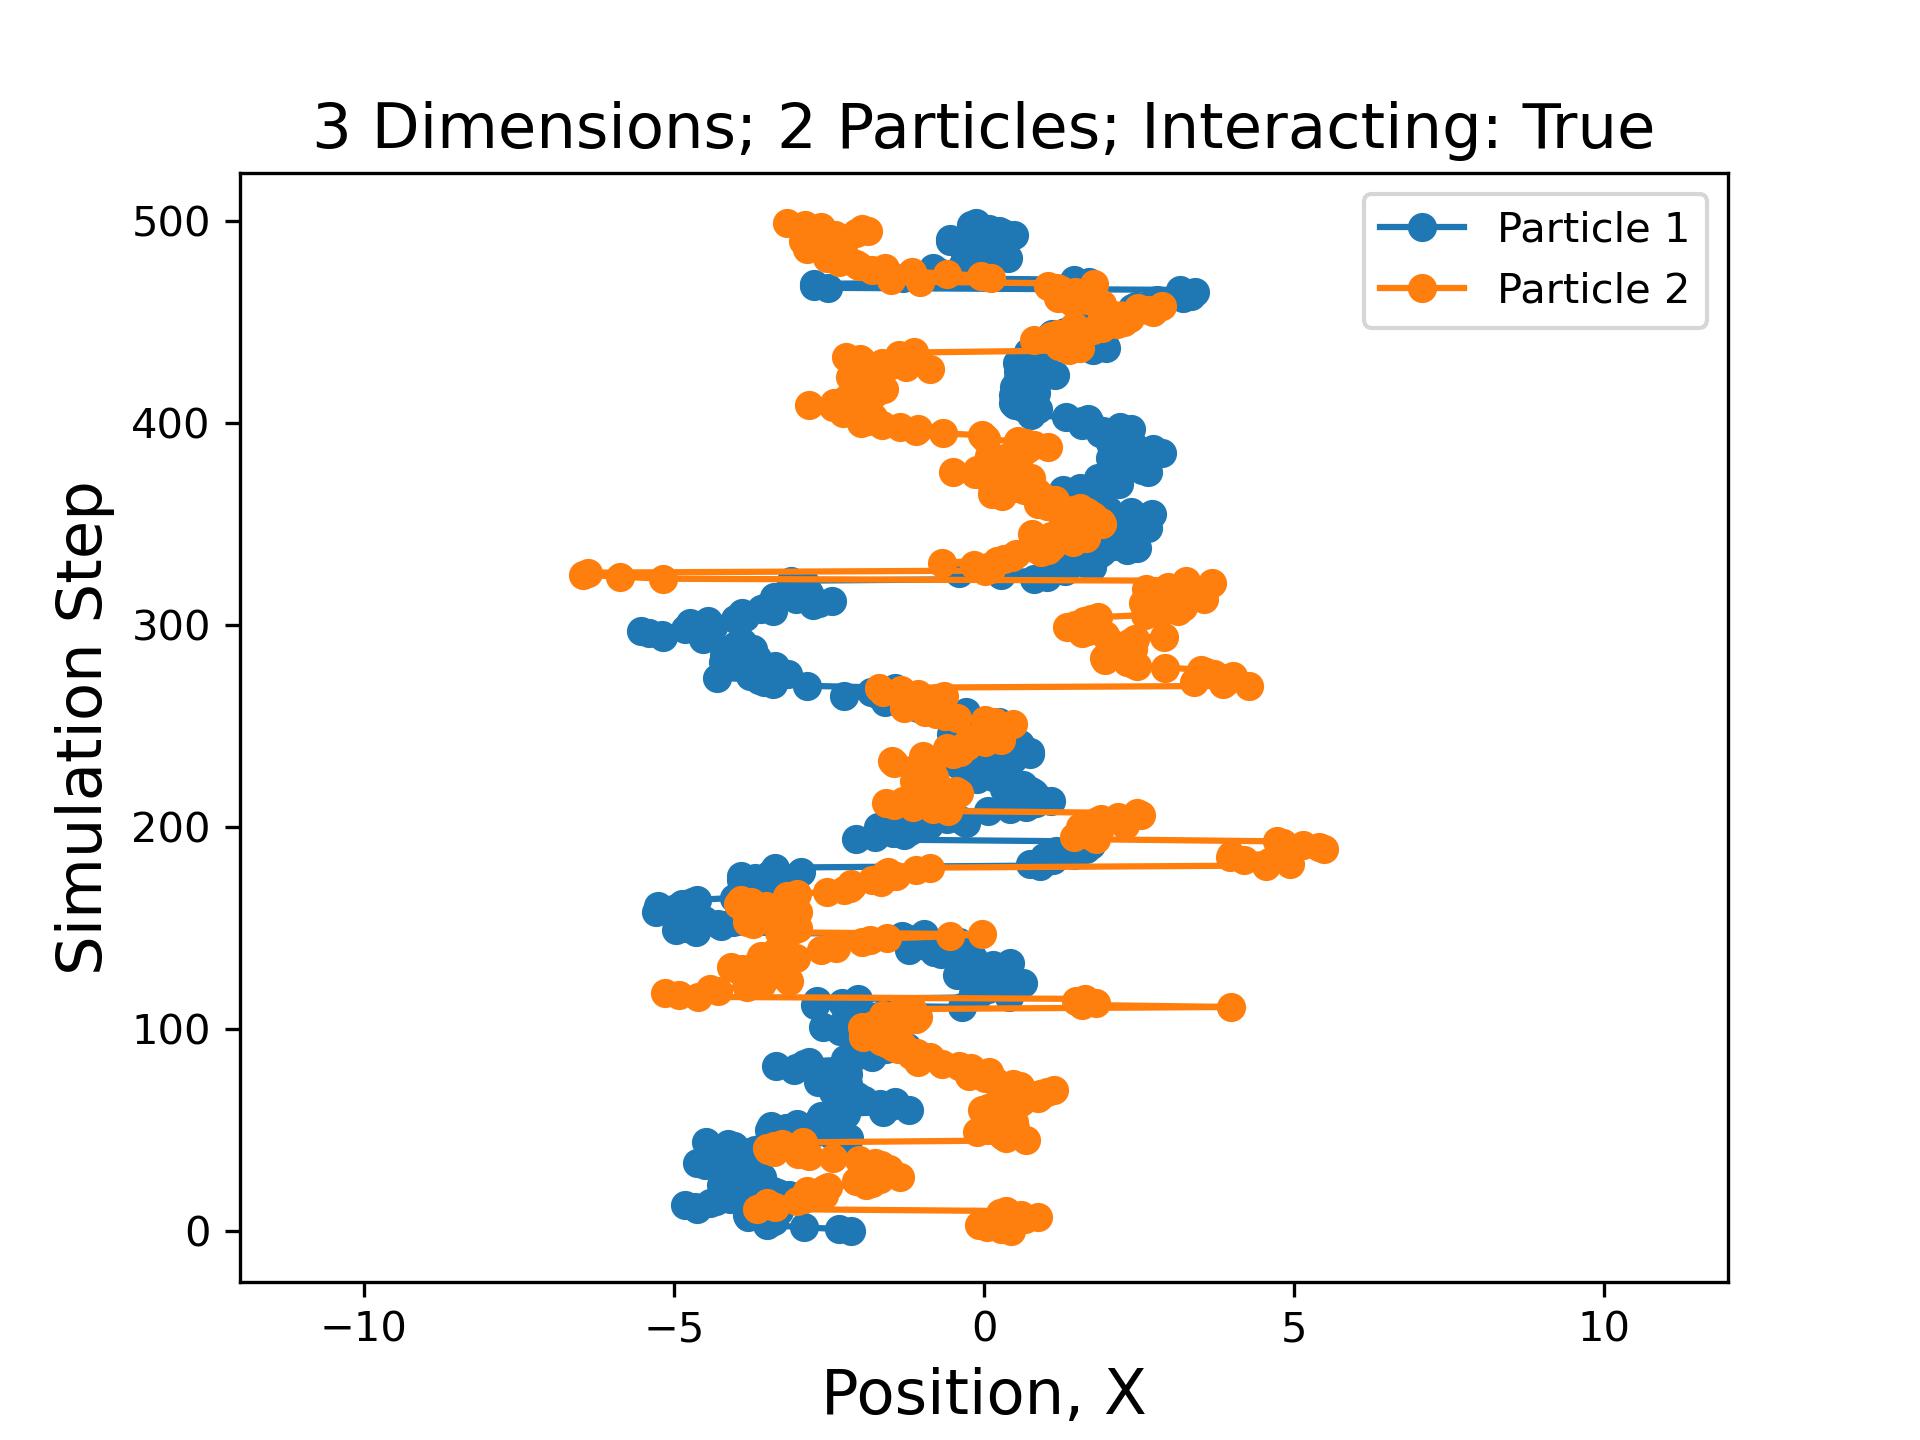 3 Dimensions; 2 Particles; Interacting: True
Particle 1
Particle 2
Simulation Step
500
400
300
200
100
0
−10
−5
0
5
10
Position, X